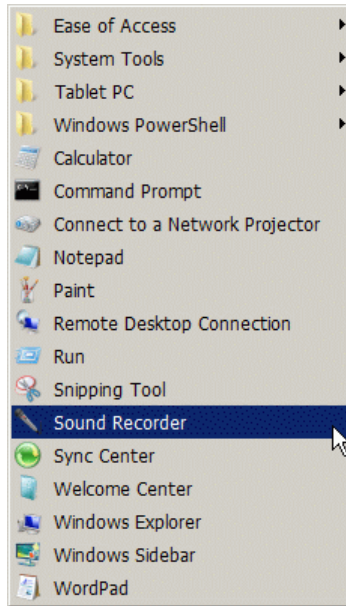 Ease of Access
System Tools
Tablet PC
Windows PowerShell
Calculator
Command Prompt
Connect to a Network Projector
Notepad
Paint
Remote Desktop Connection
Run
Snipping Tool
Sound Recorder
Sync Center
Welcome Center
Windows Explorer
Windows Sidebar
WordPad